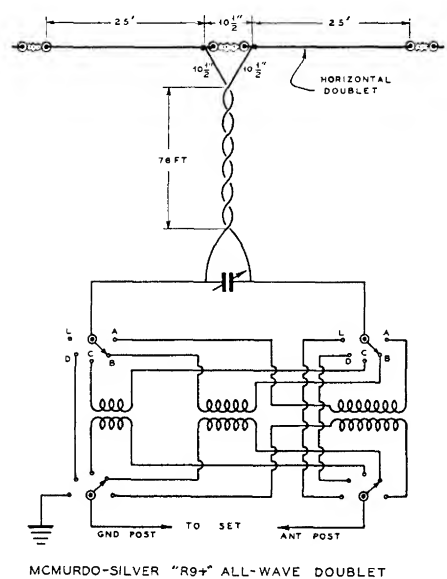 25' 10 1/2" 25'
10 1/2" 10 1/2"
HORIZONTAL
DOUBLET
78 FT
L A L A
D C B D C B
GND POST TO SET ANT POST
MCMURDO-SILVER "R9+" ALL-WAVE DOUBLET